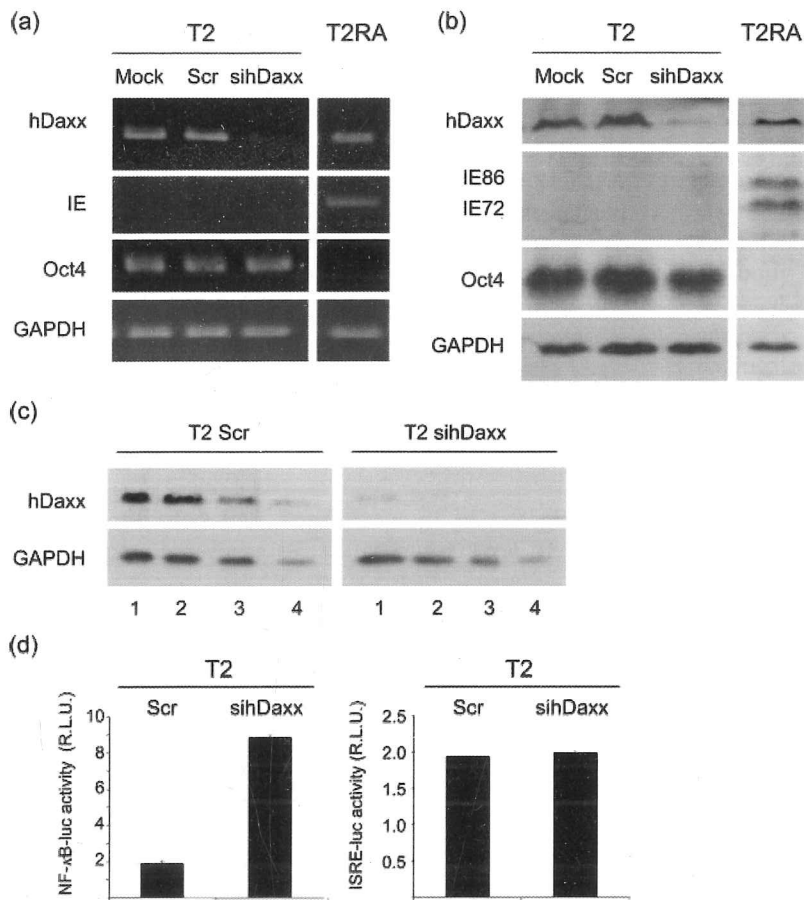 (a)
T2 T2RA
Mock Scr sihDaxx
hDaxx
IE
Oct4
GAPDH
(b)
T2 T2RA
Mock Scr sihDaxx
hDaxx
IE86
IE72
Oct4
GAPDH
(c)
T2 Scr T2 sihDaxx
hDaxx
GAPDH
1 2 3 4 1 2 3 4
(d)
T2
Scr sihDaxx
NF-κB-luc activity (R.L.U.)
10
8
6
4
2
T2
Scr sihDaxx
ISRE-luc activity (R.L.U.)
2.5
2.0
1.5
1.0
0.5